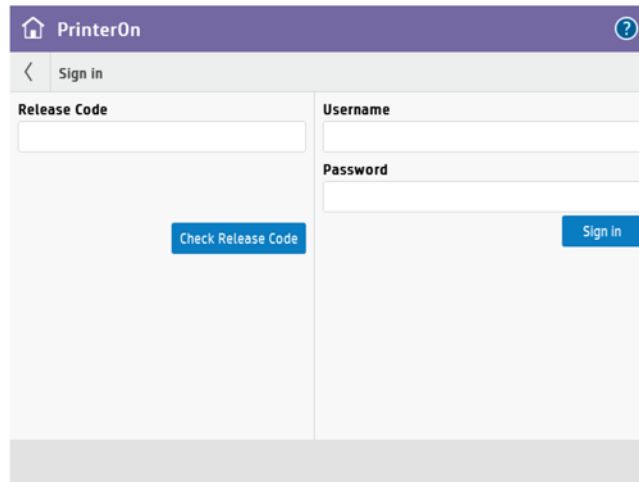 PrinterOn
?
Sign in
Release Code
Check Release Code
Username
Password
Sign in